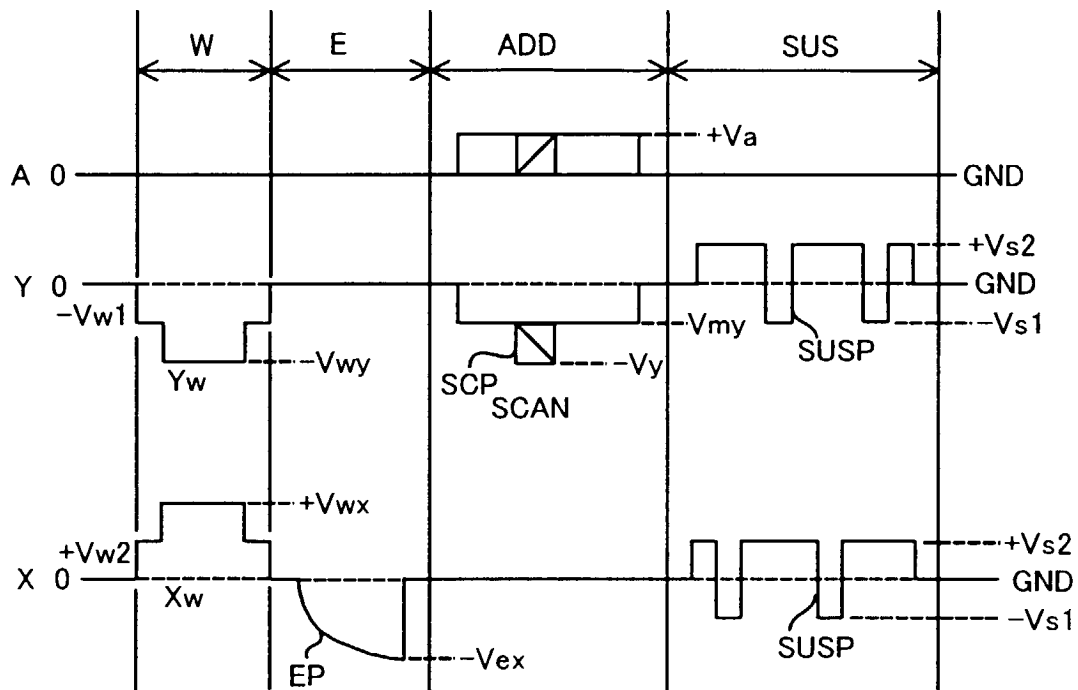 W E ADD SUS
+Va
A 0 GND
+Vs2
Y 0 GND
-Vw1 -Vmy -Vs1
-Vwy SCP -Vy SUSP
Yw SCAN
+Vwx
+Vw2 +Vs2
X 0 GND
Xw SUSP -Vs1
EP -Vex